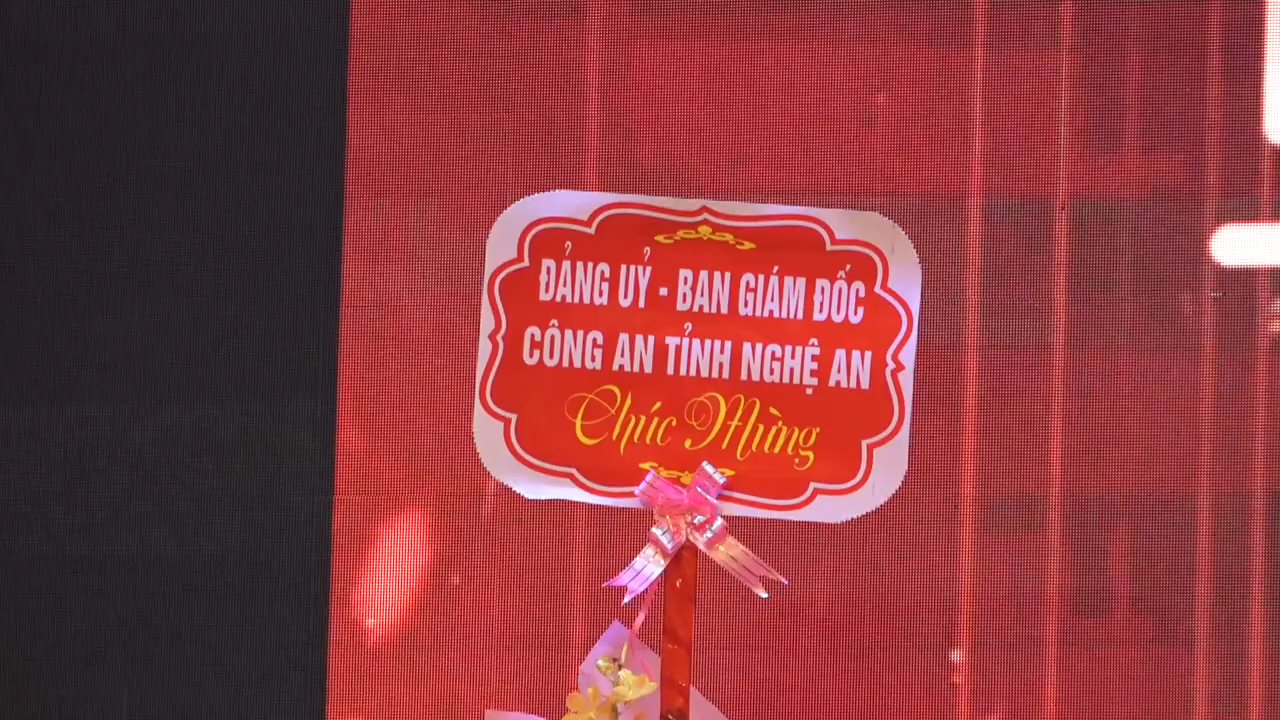 ĐẢNG UỶ - BAN GIÁM ĐỐC
CÔNG AN TỈNH NGHỆ AN
Chúc Mừng